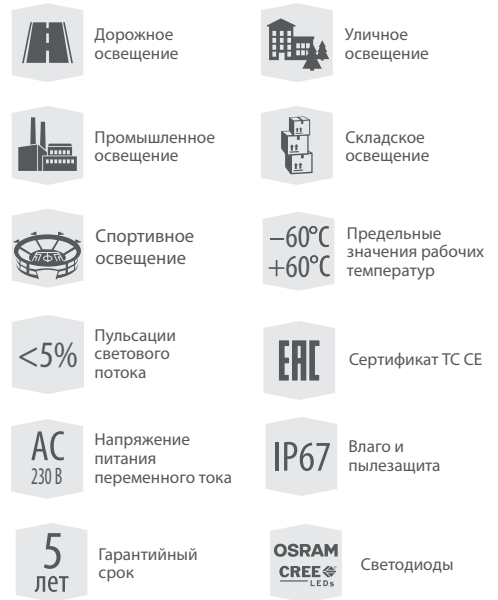 Дорожное
освещение
Уличное
освещение
Промышленное
освещение
Складское
освещение
Спортивное
освещение
–60°C
+60°C
Предельные
значения рабочих
температур
<5%
Пульсации
светового
потока
EAC
Сертификат ТС СЕ
AC
230 В
Напряжение
питания
переменного тока
IP67
Влаго и
пылезащита
5
лет
Гарантийный
срок
OSRAM
CREE
LEDs
Светодиоды